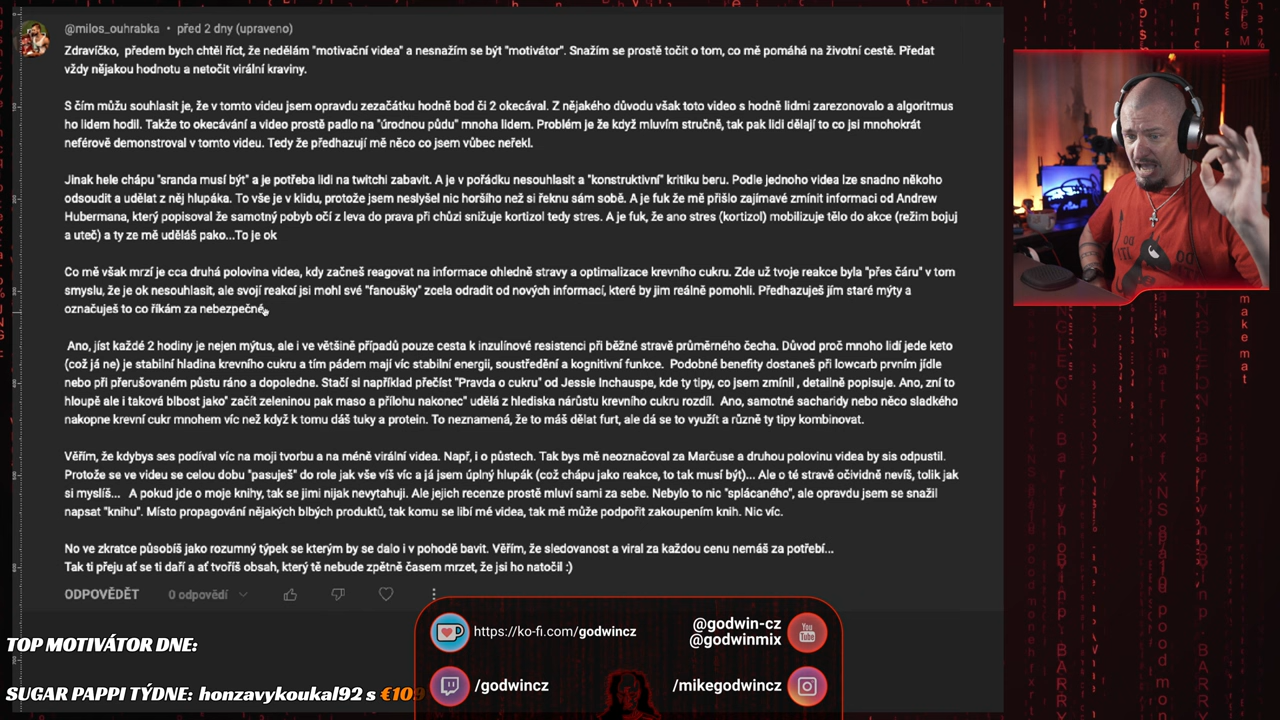 @milos_ouhrabka • před 2 dny (upraveno)
Zdravíčko, předem bych chtěl říct, že nedělám "motivační videa" a nesnažím se být "motivátor". Snažím se prostě točit o tom, co mě pomáhá na životní cestě. Předat
vždy nějakou hodnotu a netočit virální kraviny.
S čím můžu souhlasit je, že v tomto videu jsem opravdu zezačátku hodně bod či 2 okecával. Z nějakého důvodu však toto video s hodně lidmi zarezonovalo a algoritmus
ho lidem hodil. Takže to okecávání a video prostě padlo na "úrodnou půdu" mnoha lidem. Problém je že když mluvím stručně, tak pak lidi dělají to co jsi mnohokrát
neférově demonstroval v tomto videu. Tedy že předhazují mě něco co jsem vůbec neřekl.
Jinak hele chápu "sranda musí být" a je potřeba lidi na twitchi zabavit. A je v pořádku nesouhlasit a "konstruktivní" kritiku beru. Podle jednoho videa lze snadno někoho
odsoudit a udělat z něj hlupáka. To vše je v klidu, protože jsem neslyšel nic horšího než si řeknu sám sobě. A je fuk že mě přišlo zajímavé zmínit informaci od Andrew
Hubermana, který popisoval že samotný pobyb očí z leva do prava při chůzi snižuje kortizol tedy stres. A je fuk, že ano stres (kortizol) mobilizuje tělo do akce (režim bojuj
a uteč) a ty ze mě uděláš pako...To je ok
Co mě však mrzí je cca druhá polovina videa, kdy začneš reagovat na informace ohledně stravy a optimalizace krevního cukru. Zde už tvoje reakce byla "přes čáru" v tom
smyslu, že je ok nesouhlasit, ale svojí reakcí jsi mohl své "fanoušky" zcela odradit od nových informací, které by jim reálně pomohli. Předhazuješ jím staré mýty a
označuješ to co říkám za nebezpečné.
Ano, jíst každé 2 hodiny je nejen mýtus, ale i ve většině případů pouze cesta k inzulínové resistenci při běžné stravě průměrného čecha. Důvod proč mnoho lidí jede keto
(což já ne) je stabilní hladina krevního cukru a tím pádem mají víc stabilní energii, soustředění a kognitivní funkce. Podobné benefity dostaneš při lowcarb prvním jídle
nebo při přerušovaném půstu ráno a dopoledne. Stačí si například přečíst "Pravda o cukru" od Jessie Inchauspe, kde ty tipy, co jsem zmínil , detailně popisuje. Ano, zní to
hloupě ale i taková blbost jako" začít zeleninou pak maso a přílohu nakonec" udělá z hlediska nárůstu krevního cukru rozdíl. Ano, samotné sacharidy nebo něco sladkého
nakopne krevní cukr mnohem víc než když k tomu dáš tuky a protein. To neznamená, že to máš dělat furt, ale dá se to využít a různě ty tipy kombinovat.
Věřím, že kdybys ses podíval víc na moji tvorbu a na méně virální videa. Např, i o půstech. Tak bys mě neoznačoval za Marčuse a druhou polovinu videa by sis odpustil.
Protože se ve videu se celou dobu "pasuješ" do role jak vše víš víc a já jsem úplný hlupák (což chápu jako reakce, to tak musí být)... Ale o té stravě očividně nevíš, tolik jak
si myslíš... A pokud jde o moje knihy, tak se jimi nijak nevytahuji. Ale jejich recenze prostě mluví sami za sebe. Nebylo to nic "splácaného", ale opravdu jsem se snažil
napsat "knihu". Místo propagování nějakých blbých produktů, tak komu se libí mé videa, tak mě může podpořit zakoupením knih. Nic víc.
No ve zkratce působíš jako rozumný týpek se kterým by se dalo i v pohodě bavit. Věřím, že sledovanost a viral za každou cenu nemáš za potřebí...
Tak ti přeju ať se ti daří a ať tvoříš obsah, který tě nebude zpětně časem mrzet, že jsi ho natočil :)
ODPOVĚDĚT 0 odpovědí
TOP MOTIVÁTOR DNE:
SUGAR PAPPI TÝDNE: honzavykoukal92 s €109
https://ko-fi.com/godwincz
@godwin-cz
@godwinmix
You
Tube
/godwincz
/mikegodwincz